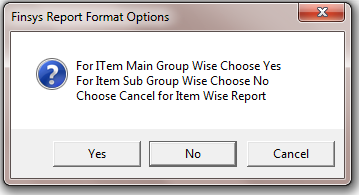 Finsys Report Format Options
For ITem Main Group Wise Choose Yes
For Item Sub Group Wise Choose No
Choose Cancel for Item Wise Report
Yes No Cancel